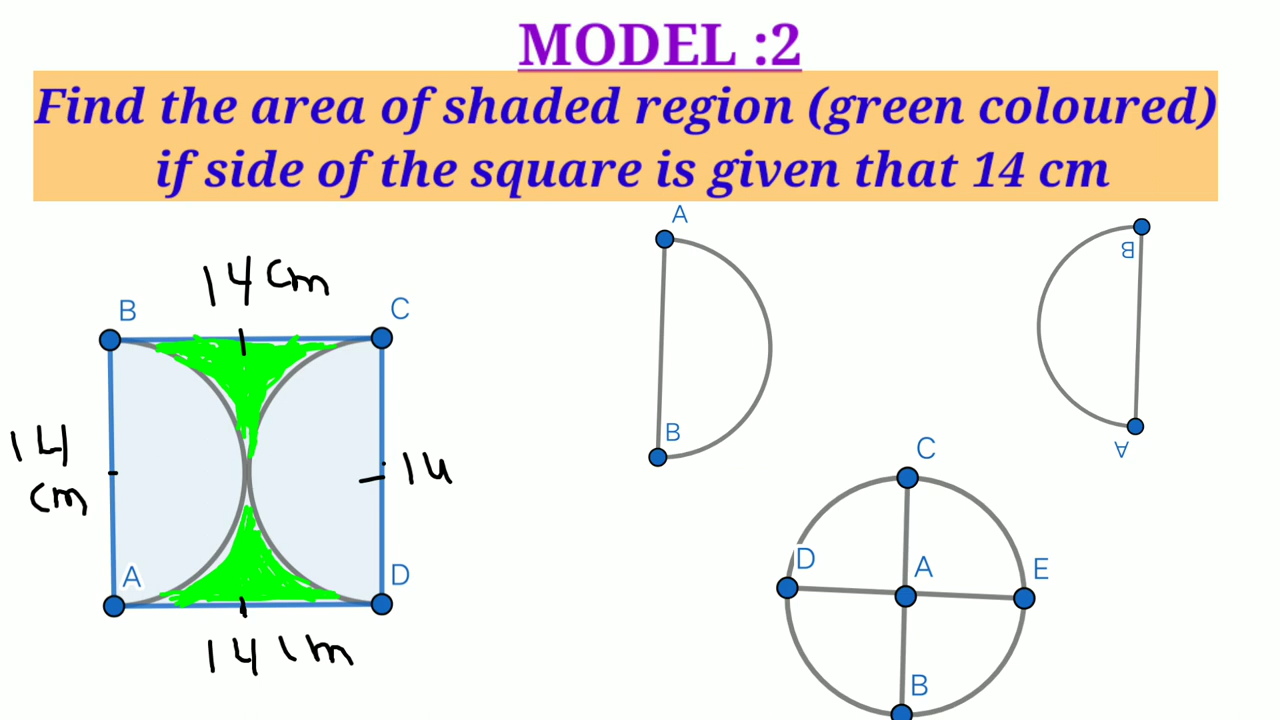 MODEL :2
Find the area of shaded region (green coloured)
if side of the square is given that 14 cm
14 cm
B
C
14
cm
14
A
D
14 cm
A
B
B
A
C
D
A
E
B